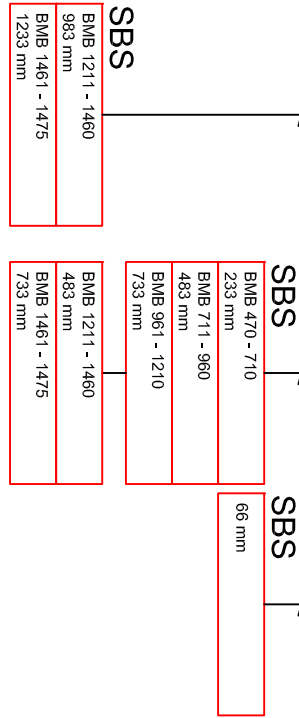 SBS
BMB 1211 - 1460
983 mm
BMB 1461 - 1475
1233 mm
SBS
BMB 470 - 710
233 mm
BMB 711 - 960
483 mm
BMB 961 - 1210
733 mm
BMB 1211 - 1460
483 mm
BMB 1461 - 1475
733 mm
SBS
66 mm